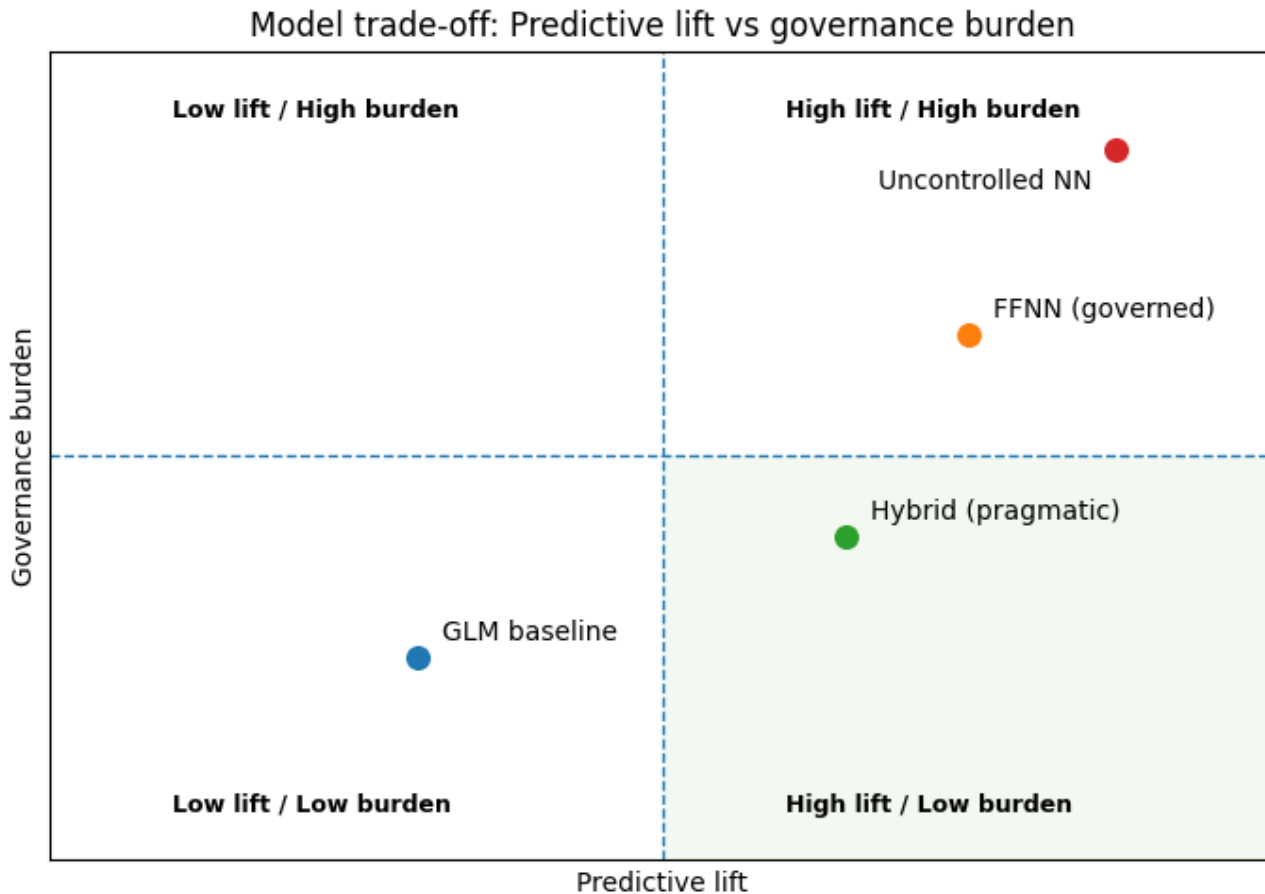 Model trade-off: Predictive lift vs governance burden
Low lift / High burden
High lift / High burden
Uncontrolled NN
FFNN (governed)
Governance burden
Hybrid (pragmatic)
GLM baseline
Low lift / Low burden
High lift / Low burden
Predictive lift